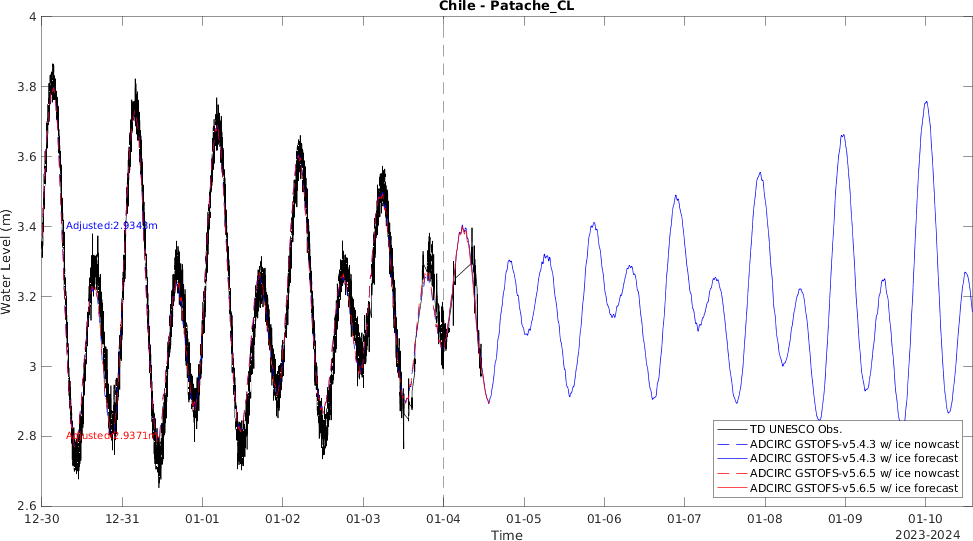 Chile - Patache_CL
4
3.8
3.6
3.4
3.2
3
2.8
2.6
Water Level (m)
Adjusted:2.9349m
Adjusted:2.9371m
12-30
12-31
01-01
01-02
01-03
01-04
01-05
01-06
01-07
01-08
01-09
01-10
Time
2023-2024
TD UNESCO Obs.
ADCIRC GSTOFS-v5.4.3 w/ ice nowcast
ADCIRC GSTOFS-v5.4.3 w/ ice forecast
ADCIRC GSTOFS-v5.6.5 w/ ice nowcast
ADCIRC GSTOFS-v5.6.5 w/ ice forecast